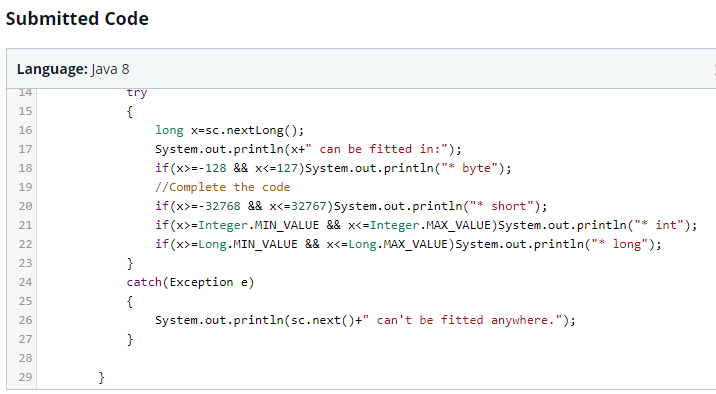 Submitted Code
Language: Java 8
14 try
15 {
16 long x=sc.nextLong();
17 System.out.println(x+" can be fitted in:");
18 if(x>=-128 && x<=127)System.out.println("* byte");
19 //Complete the code
20 if(x>=-32768 && x<=32767)System.out.println("* short");
21 if(x>=Integer.MIN_VALUE && x<=Integer.MAX_VALUE)System.out.println("* int");
22 if(x>=Long.MIN_VALUE && x<=Long.MAX_VALUE)System.out.println("* long");
23 }
24 catch(Exception e)
25 {
26 System.out.println(sc.next()+" can't be fitted anywhere.");
27 }
28
29 }